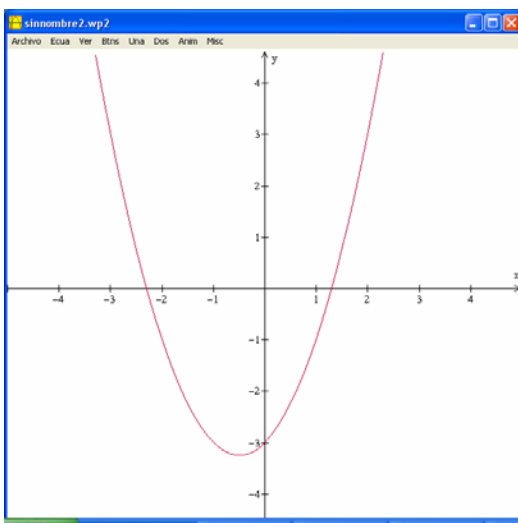 sinnombre2.wp2
Archivo Ecua Ver Btns Una Dos Anim Misc
y
4
3
2
1
x
-4 -3 -2 -1 1 2 3 4
-1
-2
-3
-4